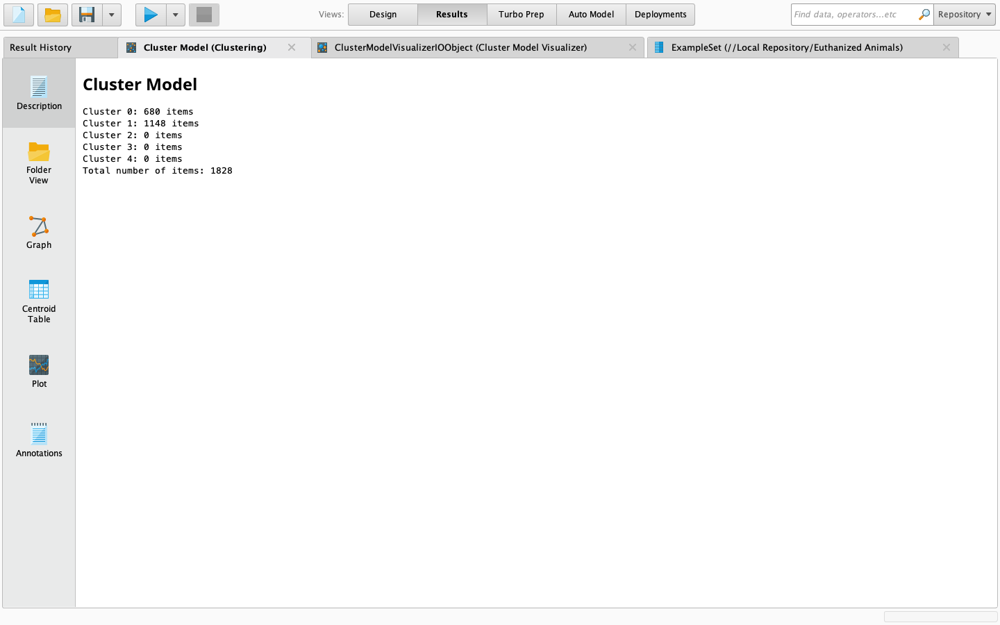 Views:
Design
Results
Turbo Prep
Auto Model
Deployments
Find data, operators...etc
Repository
Result History
Cluster Model (Clustering)
ClusterModelVisualizerIOObject (Cluster Model Visualizer)
ExampleSet (//Local Repository/Euthanized Animals)
Description
Folder
View
Graph
Centroid
Table
Plot
Annotations
Cluster Model
Cluster 0: 680 items
Cluster 1: 1148 items
Cluster 2: 0 items
Cluster 3: 0 items
Cluster 4: 0 items
Total number of items: 1828